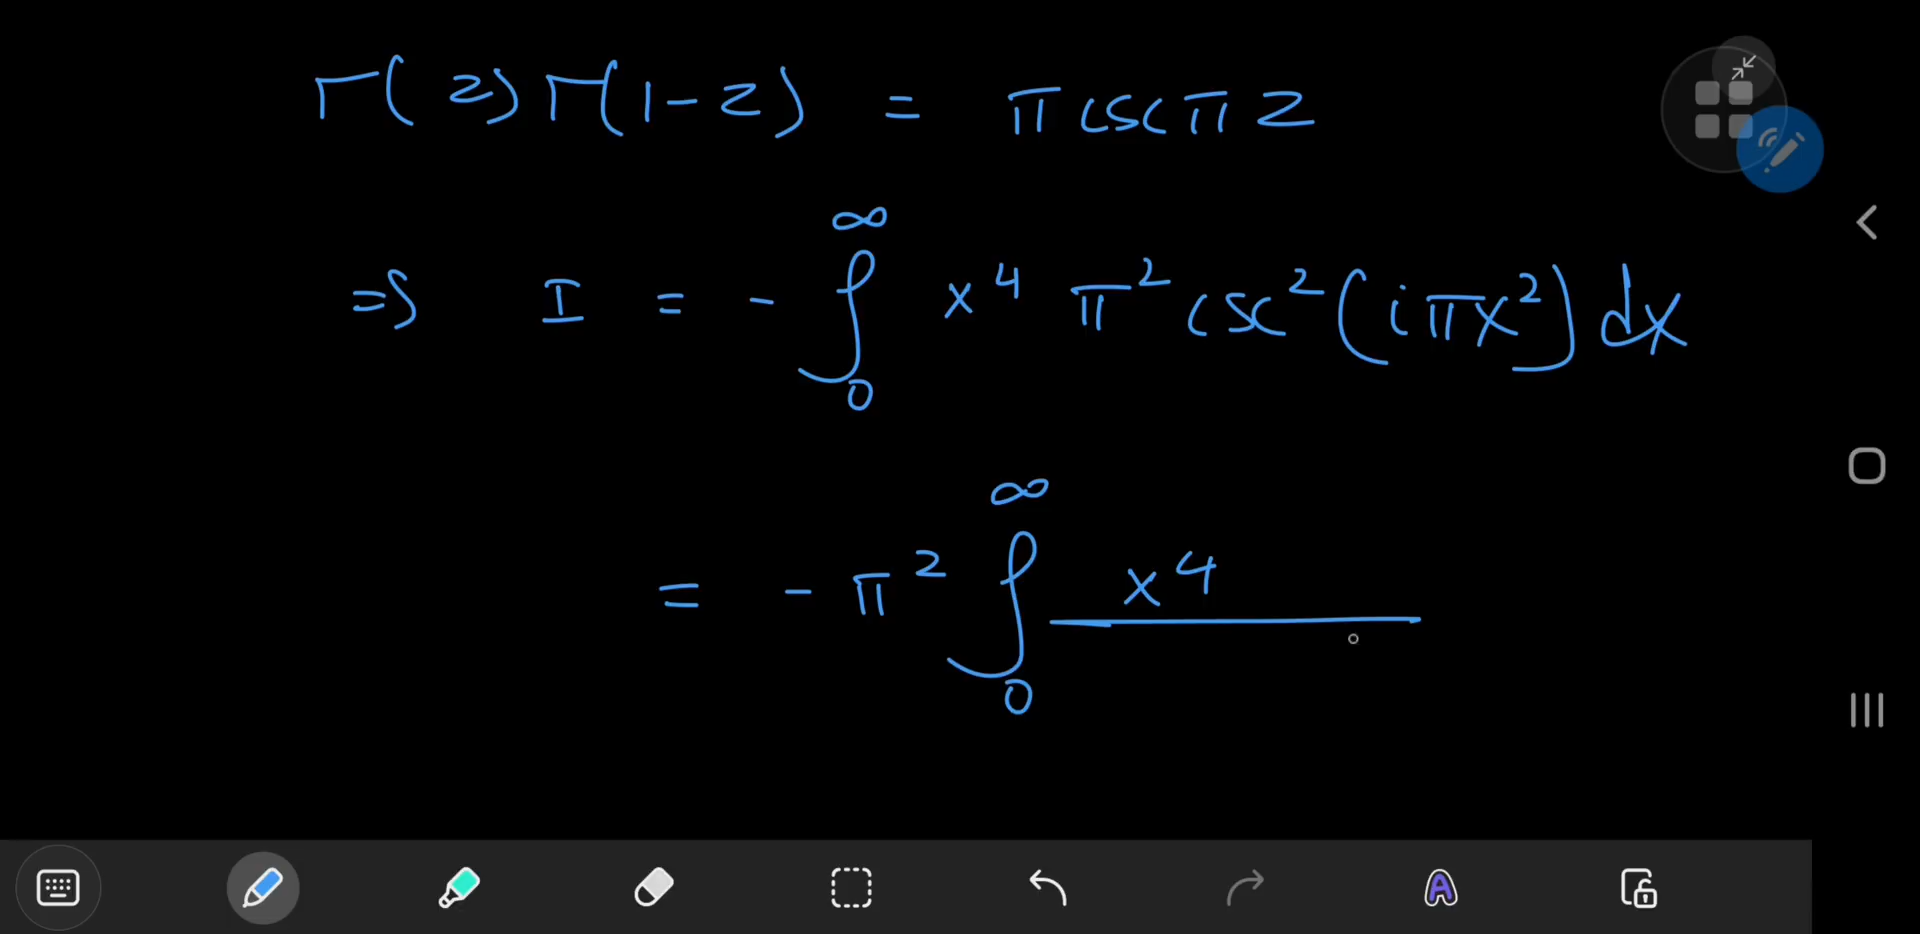 Γ(z)Γ(1-z) = π csc πz
⇒ I = - ∫₀^∞ x⁴ π² csc²(iπx²) dx
= - π² ∫₀^∞ x⁴